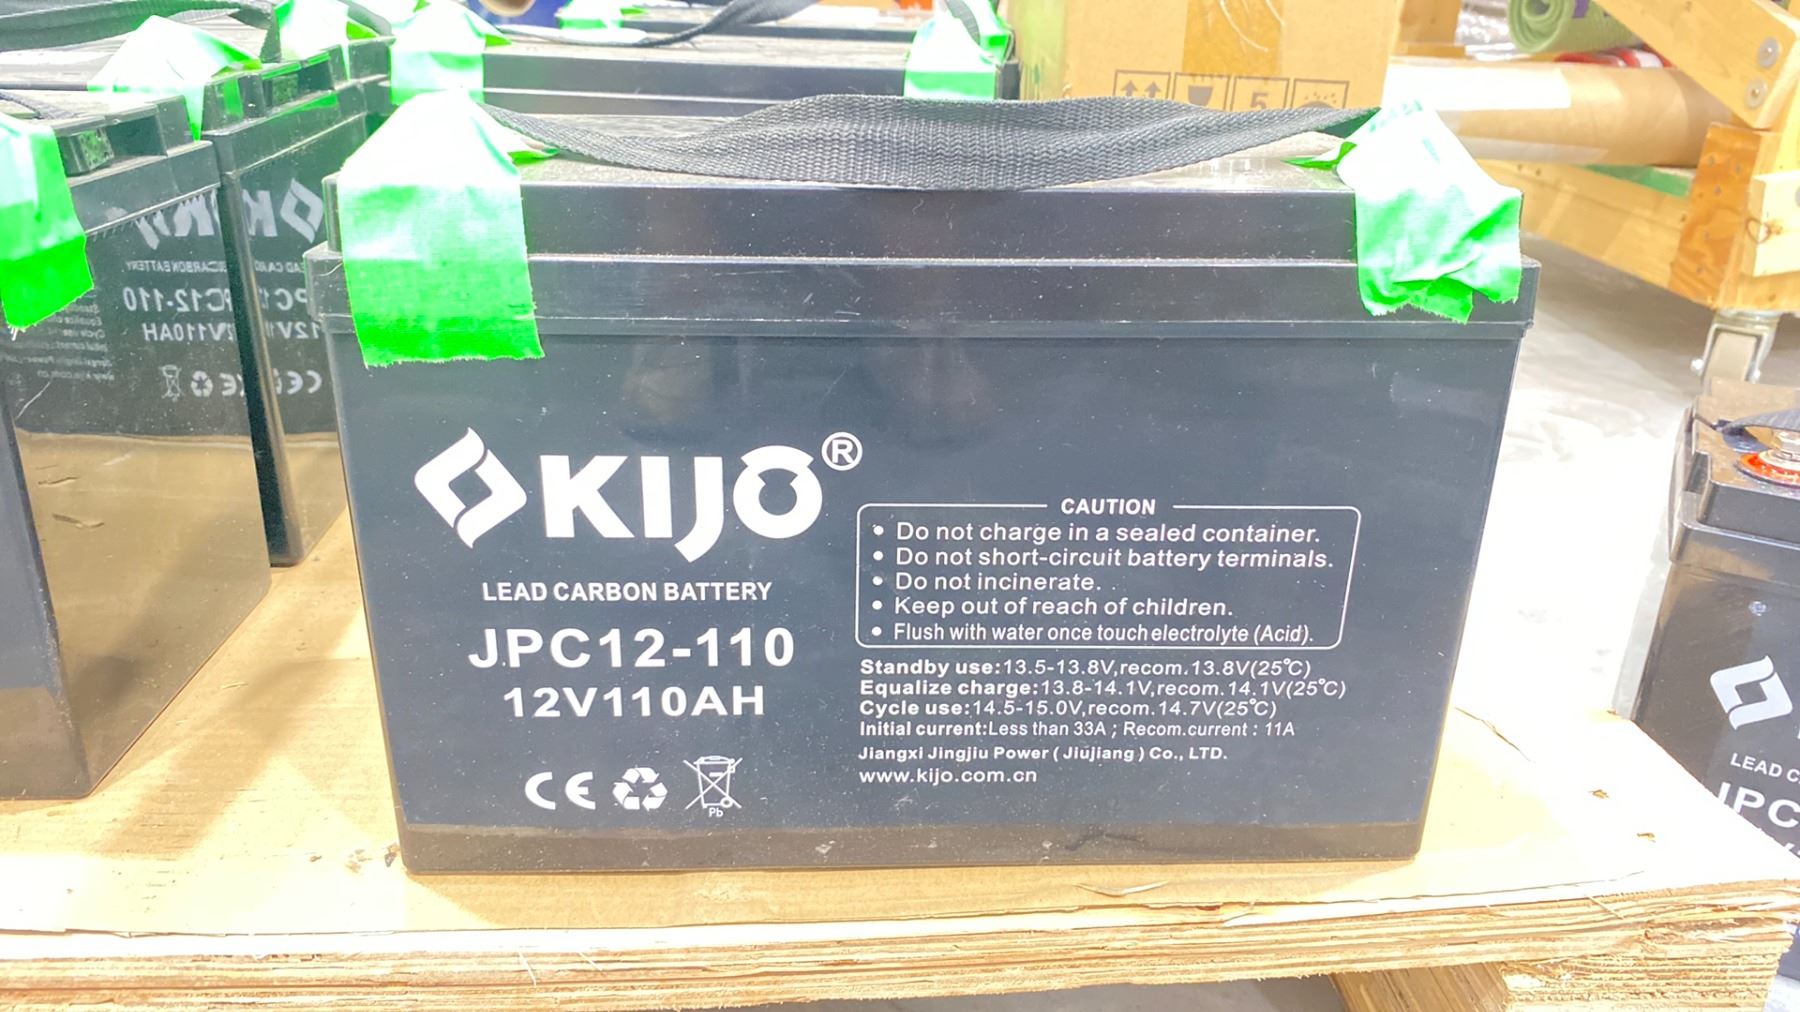 KIJO®
LEAD CARBON BATTERY
JPC12-110
12V110AH
CE
Pb
CAUTION
• Do not charge in a sealed container.
• Do not short-circuit battery terminals.
• Do not incinerate.
• Keep out of reach of children.
• Flush with water once touch electrolyte (Acid).
Standby use:13.5-13.8V,recom.13.8V(25℃)
Equalize charge:13.8-14.1V,recom.14.1V(25℃)
Cycle use:14.5-15.0V,recom.14.7V(25℃)
Initial current:Less than 33A ; Recom.current : 11A
Jiangxi Jingjiu Power ( Jiujiang ) Co., LTD.
www.kijo.com.cn
5
LEAD C
JPC